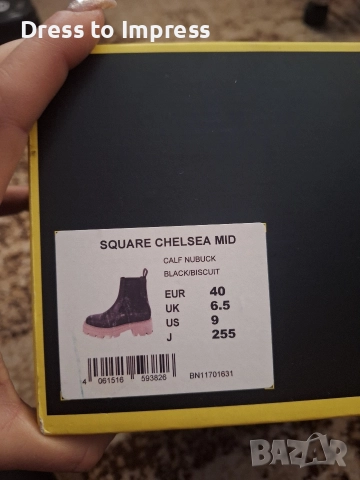 Dress to Impress
SQUARE CHELSEA MID
CALF NUBUCK
BLACK/BISCUIT
EUR 40
UK 6.5
US 9
J 255
4 061516 593826
BN11701631
BAZAR